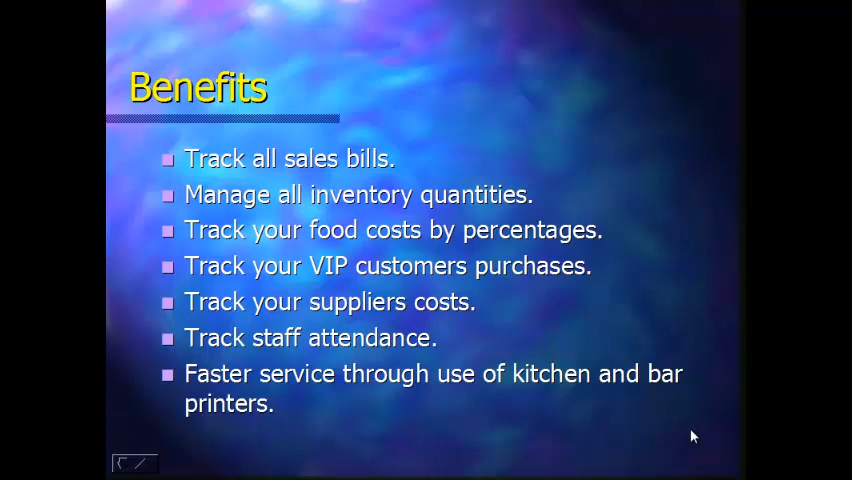 Benefits
Track all sales bills.
Manage all inventory quantities.
Track your food costs by percentages.
Track your VIP customers purchases.
Track your suppliers costs.
Track staff attendance.
Faster service through use of kitchen and bar
printers.